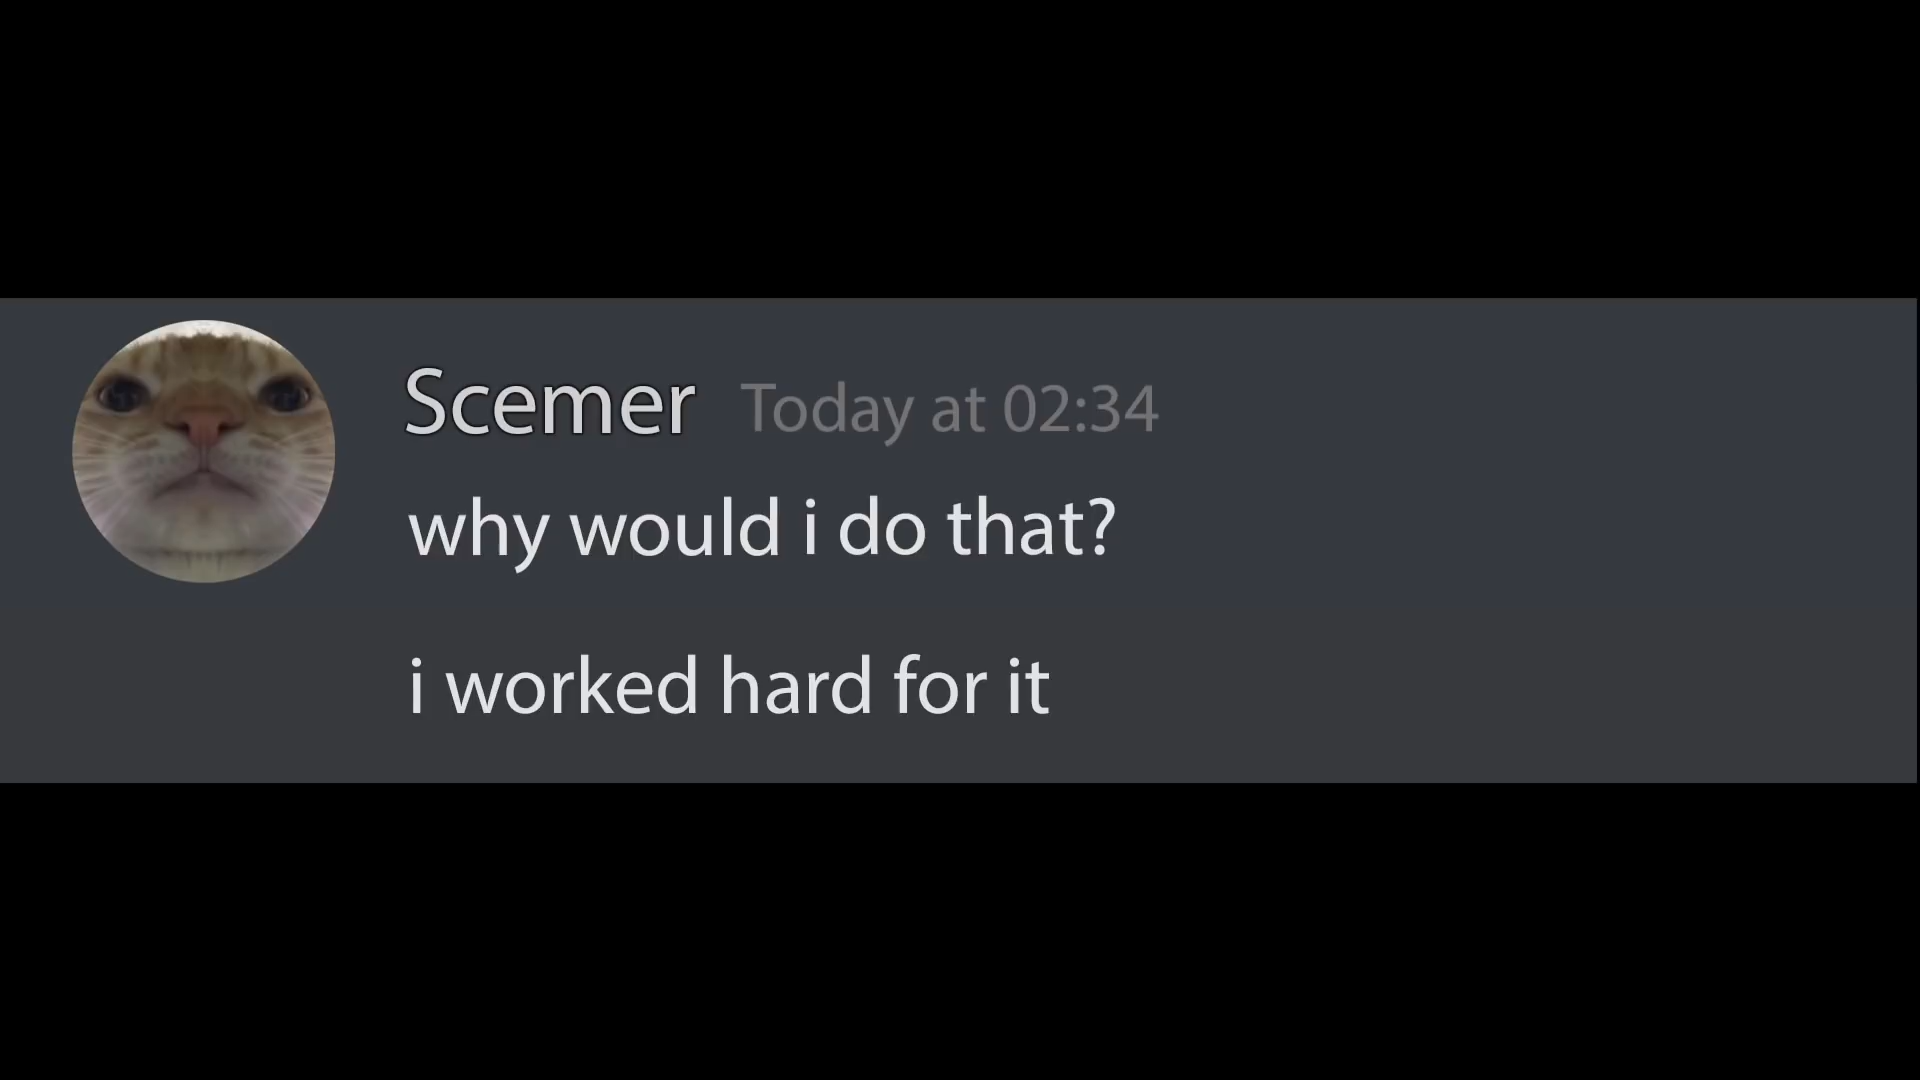 Scemer Today at 02:34
why would i do that?
i worked hard for it